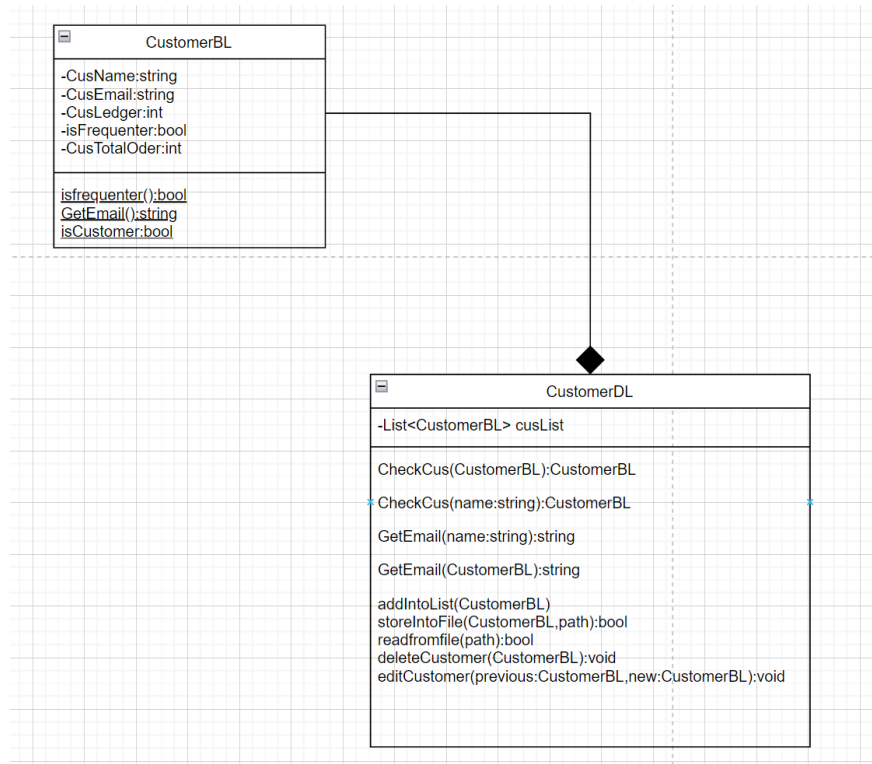 CustomerBL
-CusName:string
-CusEmail:string
-CusLedger:int
-isFrequenter:bool
-CusTotalOder:int
isfrequenter():bool
GetEmail():string
isCustomer:bool
CustomerDL
-List<CustomerBL> cusList
CheckCus(CustomerBL):CustomerBL
CheckCus(name:string):CustomerBL
GetEmail(name:string):string
GetEmail(CustomerBL):string
addIntoList(CustomerBL)
storeIntoFile(CustomerBL,path):bool
readfromfile(path):bool
deleteCustomer(CustomerBL):void
editCustomer(previous:CustomerBL,new:CustomerBL):void